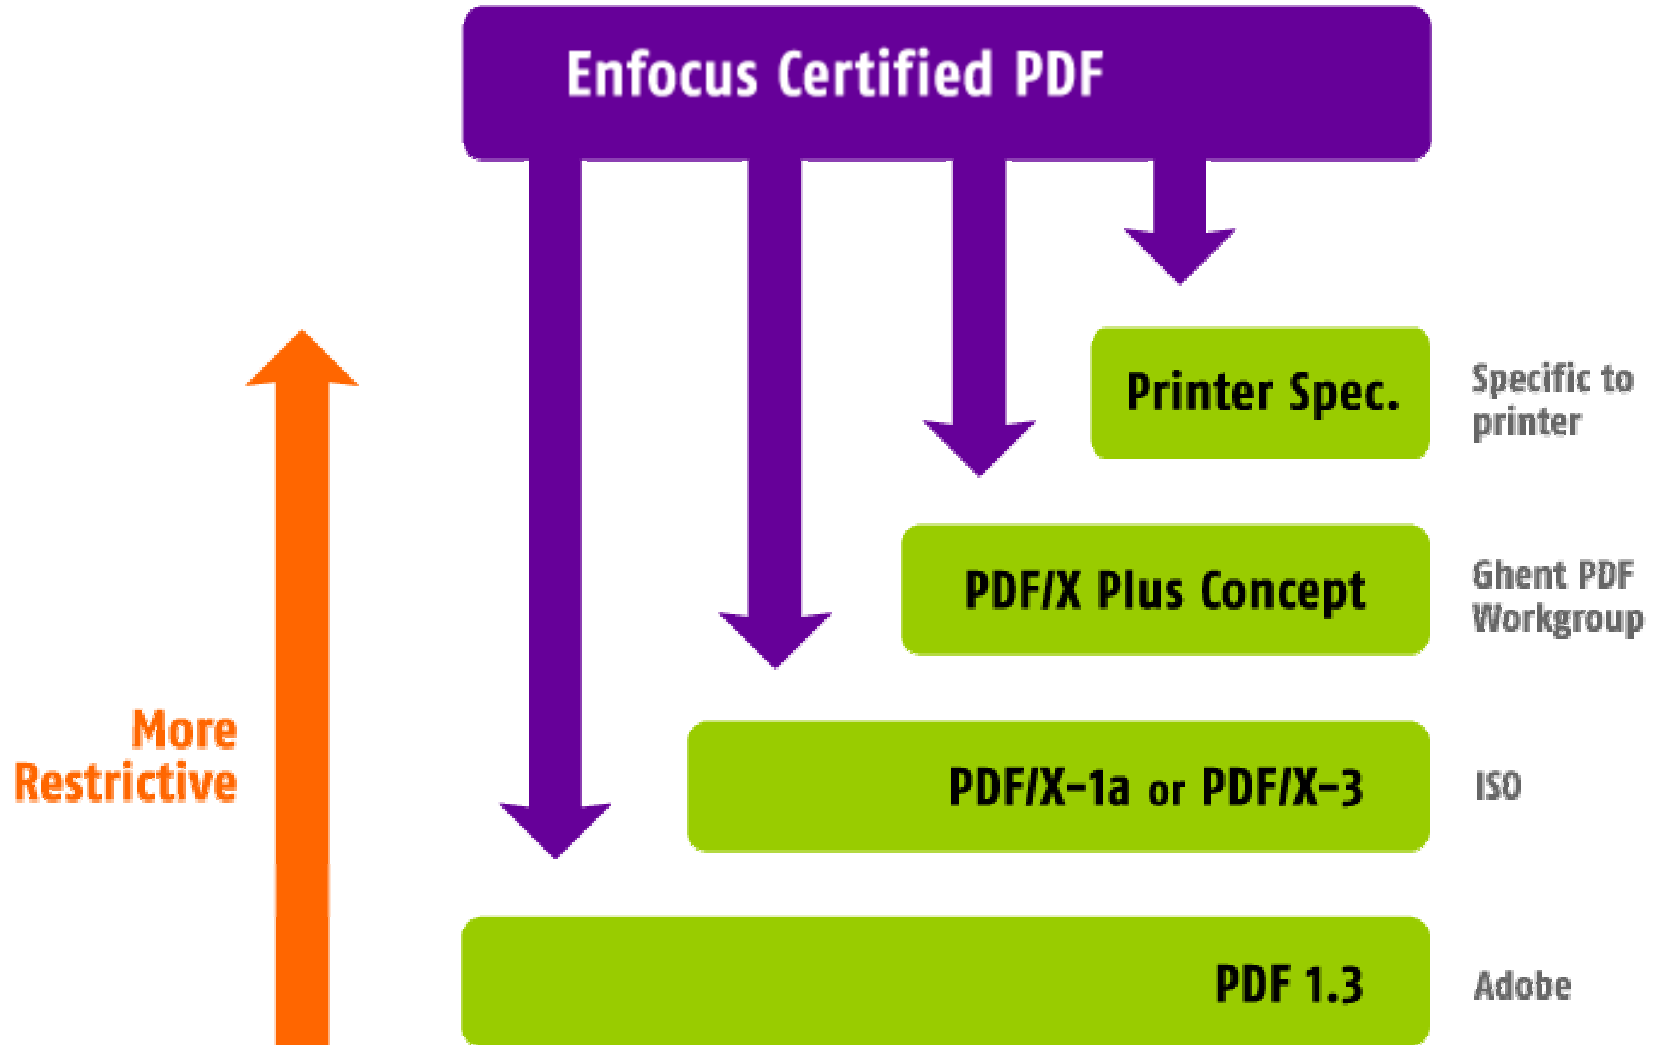 Enfocus Certified PDF
Printer Spec.
Specific to
printer
PDF/X Plus Concept
Ghent PDF
Workgroup
More
Restrictive
PDF/X-1a or PDF/X-3
ISO
PDF 1.3
Adobe